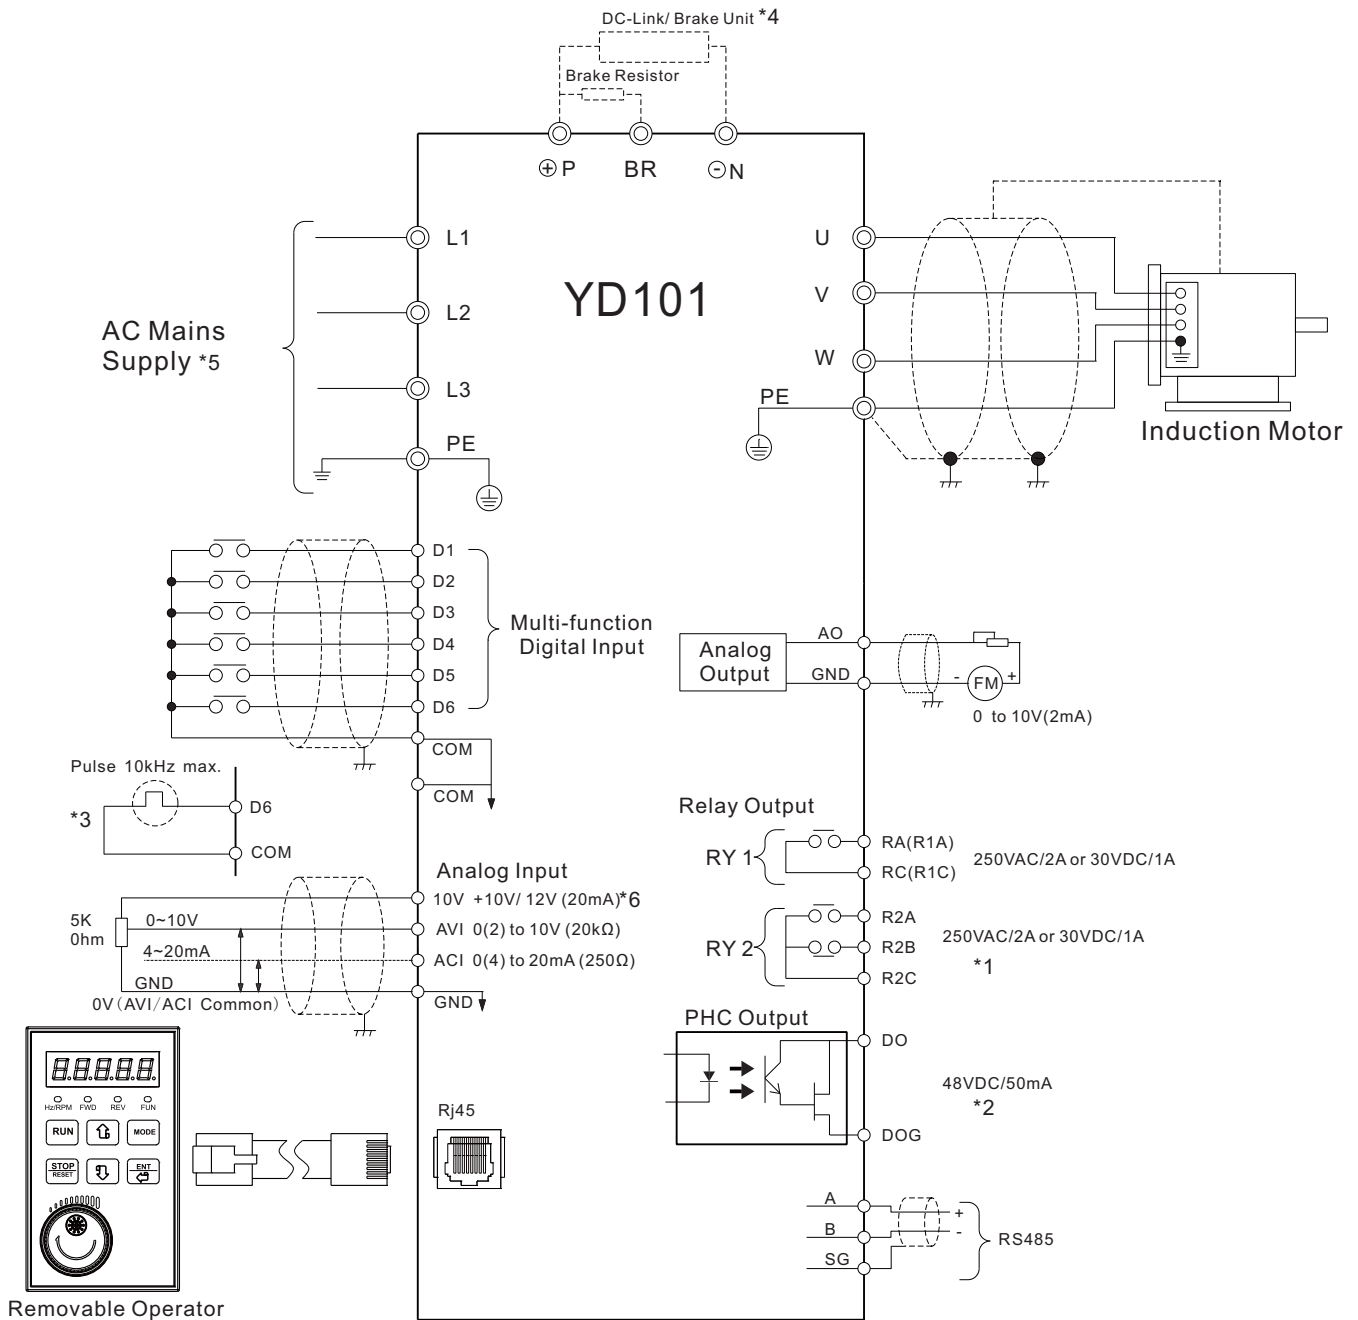 DC-Link/ Brake Unit *4
Brake Resistor
⊕P
BR
⊖N
YD101
AC Mains
Supply *5
L1
L2
L3
PE
U
V
W
PE
Induction Motor
D1
D2
D3
D4
D5
D6
COM
COM
Multi-function
Digital Input
Analog
Output
AO
GND
-
FM
+
0 to 10V(2mA)
Pulse 10kHz max.
*3
D6
COM
Relay Output
RY 1
RA(R1A)
RC(R1C)
250VAC/2A or 30VDC/1A
RY 2
R2A
R2B
R2C
250VAC/2A or 30VDC/1A
*1
Analog Input
10V +10V/ 12V (20mA)*6
AVI 0(2) to 10V (20kΩ)
ACI 0(4) to 20mA (250Ω)
GND
5K
0hm
0~10V
4~20mA
GND
0V(AVI/ACI Common)
PHC Output
DO
DOG
48VDC/50mA
*2
A
B
SG
+
-
RS485
Rj45
8.8.8.8.8.
Hz/RPM FWD REV FUN
RUN
MODE
STOP
RESET
ENT
Removable Operator